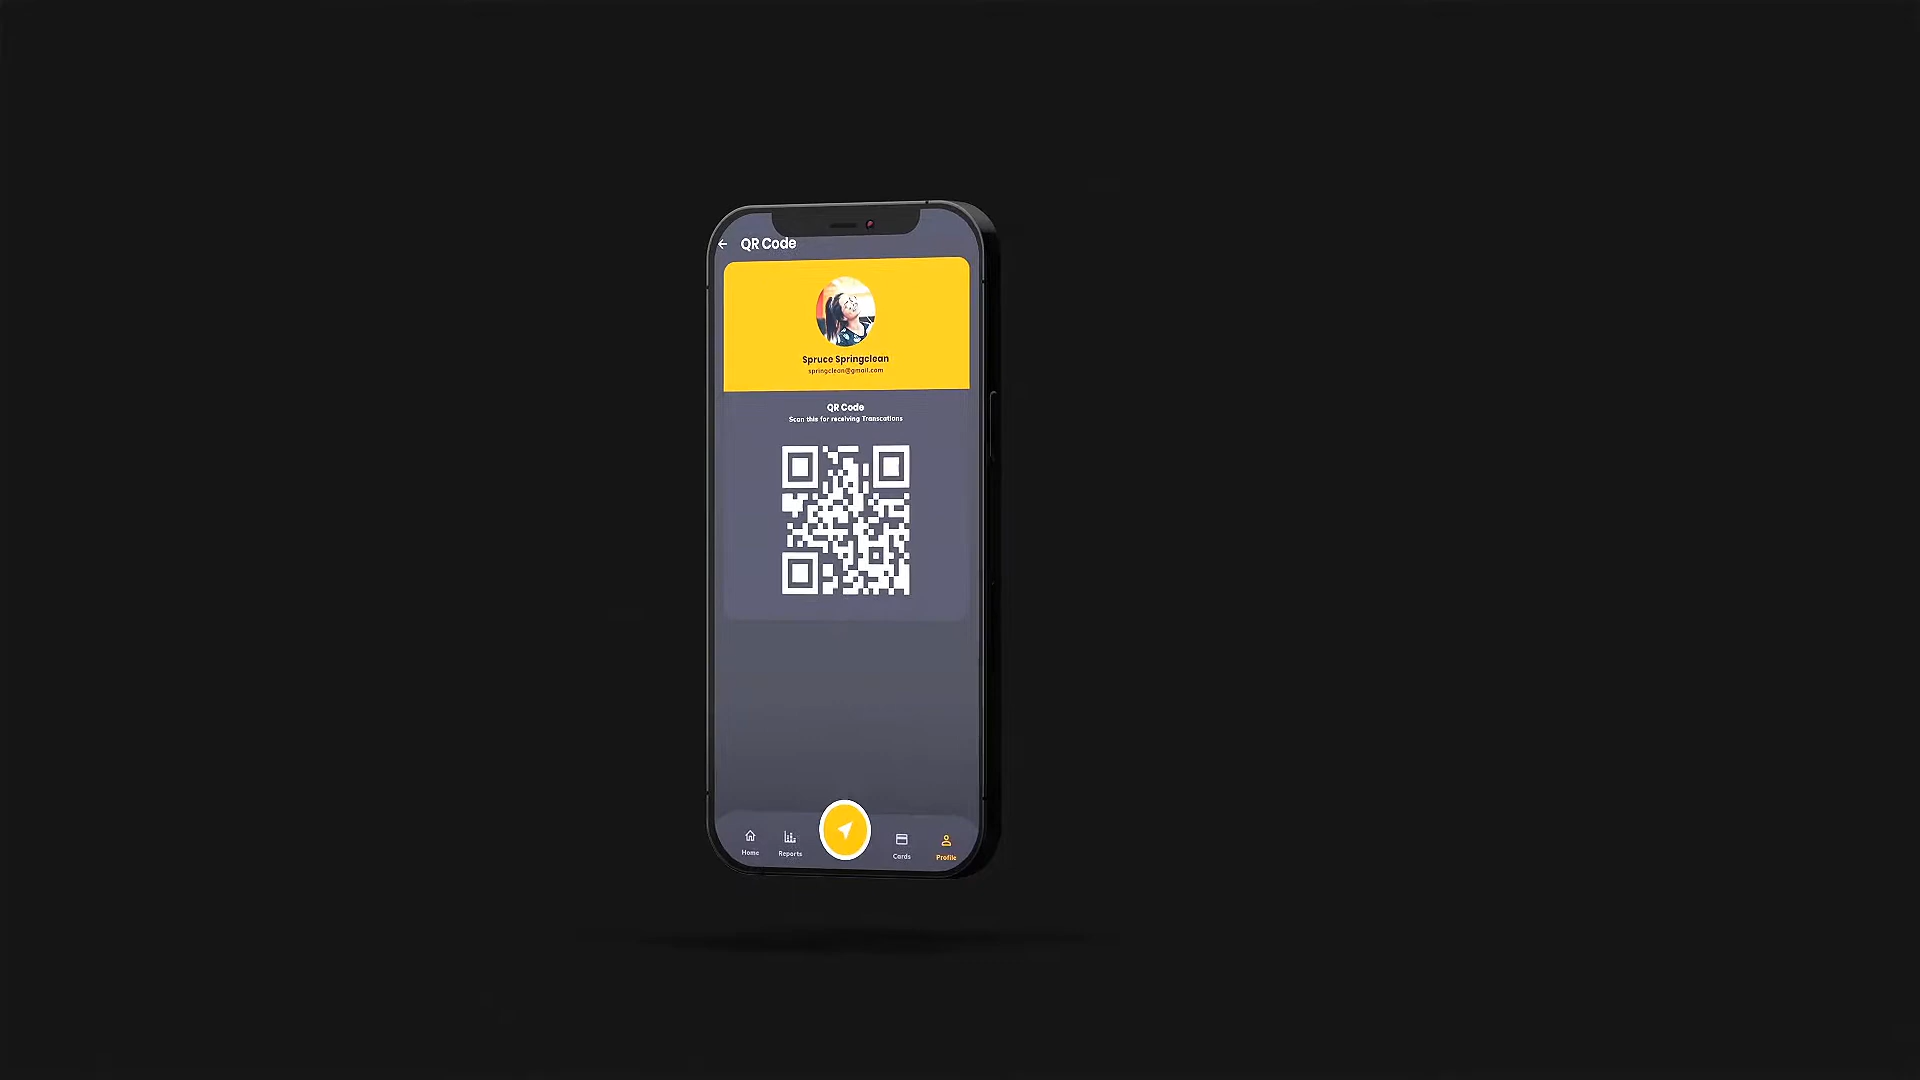 QR Code
Spruce Springclean
springclean@gmail.com
QR Code
Scan this for receiving Transcations
Home
Reports
Cards
Profile